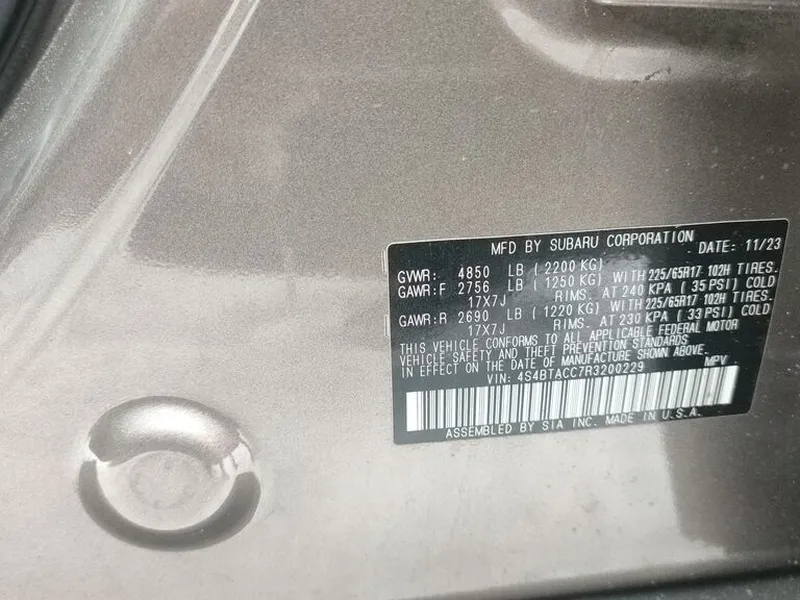 MFD BY SUBARU CORPORATION DATE: 11/23
GVWR: 4850 LB (2200 KG)
GAWR:F 2756 LB (1250 KG) WITH 225/65R17 102H TIRES.
17X7J RIMS. AT 240 KPA (35 PSI) COLD
GAWR:R 2690 LB (1220 KG) WITH 225/65R17 102H TIRES.
17X7J RIMS. AT 230 KPA (33 PSI) COLD
THIS VEHICLE CONFORMS TO ALL APPLICABLE FEDERAL MOTOR
VEHICLE SAFETY AND THEFT PREVENTION STANDARDS
IN EFFECT ON THE DATE OF MANUFACTURE SHOWN ABOVE.
VIN: 4S4BTACC7R3200229 MPV
ASSEMBLED BY SIA INC. MADE IN U.S.A.